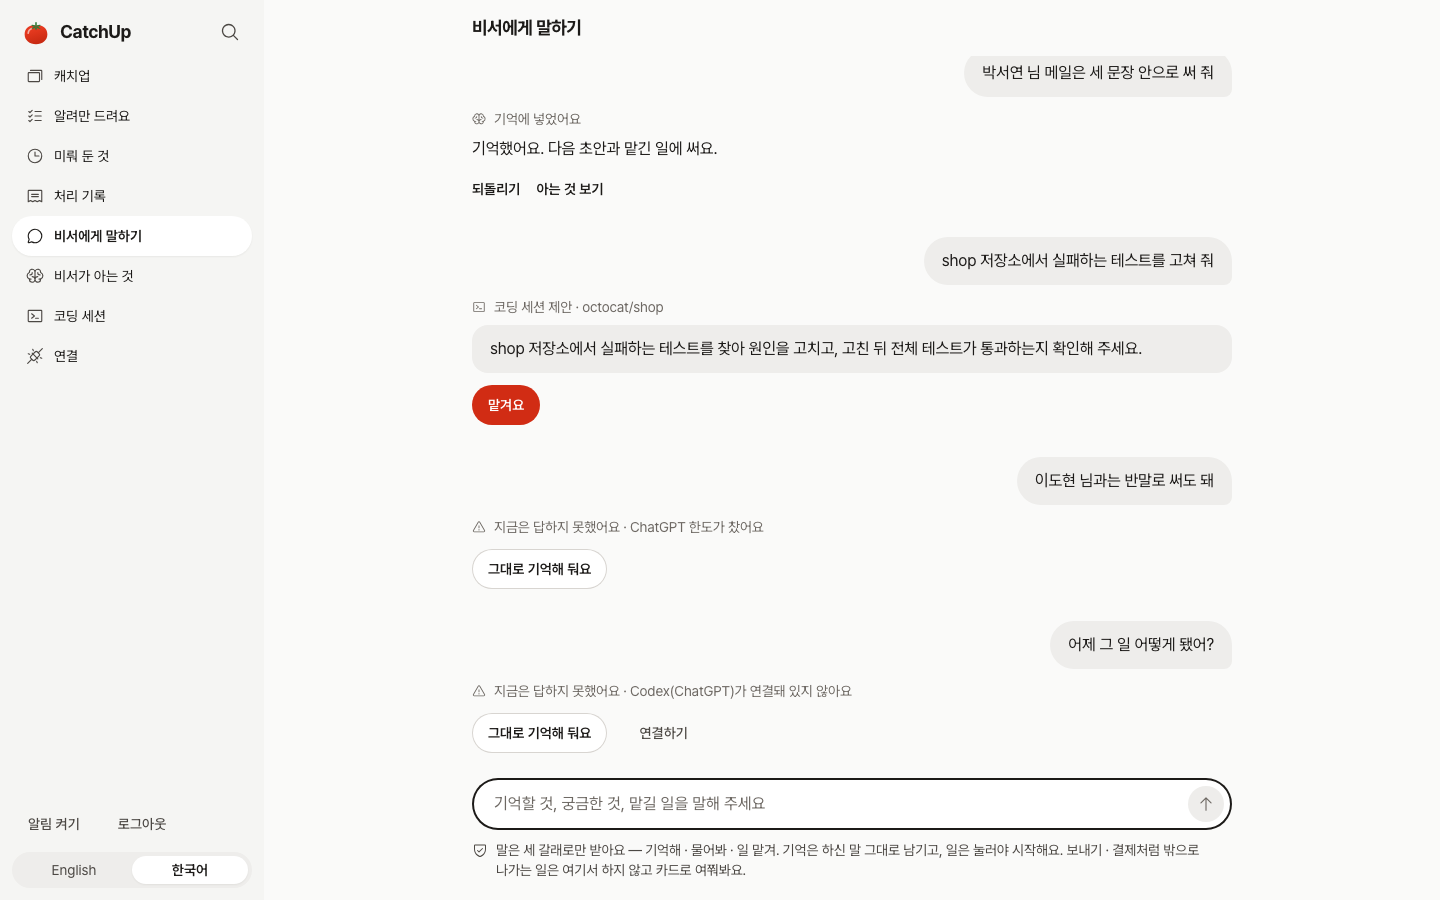 CatchUp
캐치업
알려만 드려요
미뤄 둔 것
처리 기록
비서에게 말하기
비서가 아는 것
코딩 세션
연결
알림 켜기
로그아웃
English
한국어
비서에게 말하기
박서연 님 메일은 세 문장 안으로 써 줘
기억에 넣었어요
기억했어요. 다음 초안과 맡긴 일에 써요.
되돌리기
아는 것 보기
shop 저장소에서 실패하는 테스트를 고쳐 줘
코딩 세션 제안 · octocat/shop
shop 저장소에서 실패하는 테스트를 찾아 원인을 고치고, 고친 뒤 전체 테스트가 통과하는지 확인해 주세요.
맡겨요
이도현 님과는 반말로 써도 돼
지금은 답하지 못했어요 · ChatGPT 한도가 찼어요
그대로 기억해 둬요
어제 그 일 어떻게 됐어?
지금은 답하지 못했어요 · Codex(ChatGPT)가 연결돼 있지 않아요
그대로 기억해 둬요
연결하기
기억할 것, 궁금한 것, 맡길 일을 말해 주세요
말은 세 갈래로만 받아요 — 기억해 · 물어봐 · 일 맡겨. 기억은 하신 말 그대로 남기고, 일은 눌러야 시작해요. 보내기 · 결제처럼 밖으로
나가는 일은 여기서 하지 않고 카드로 여쭤봐요.